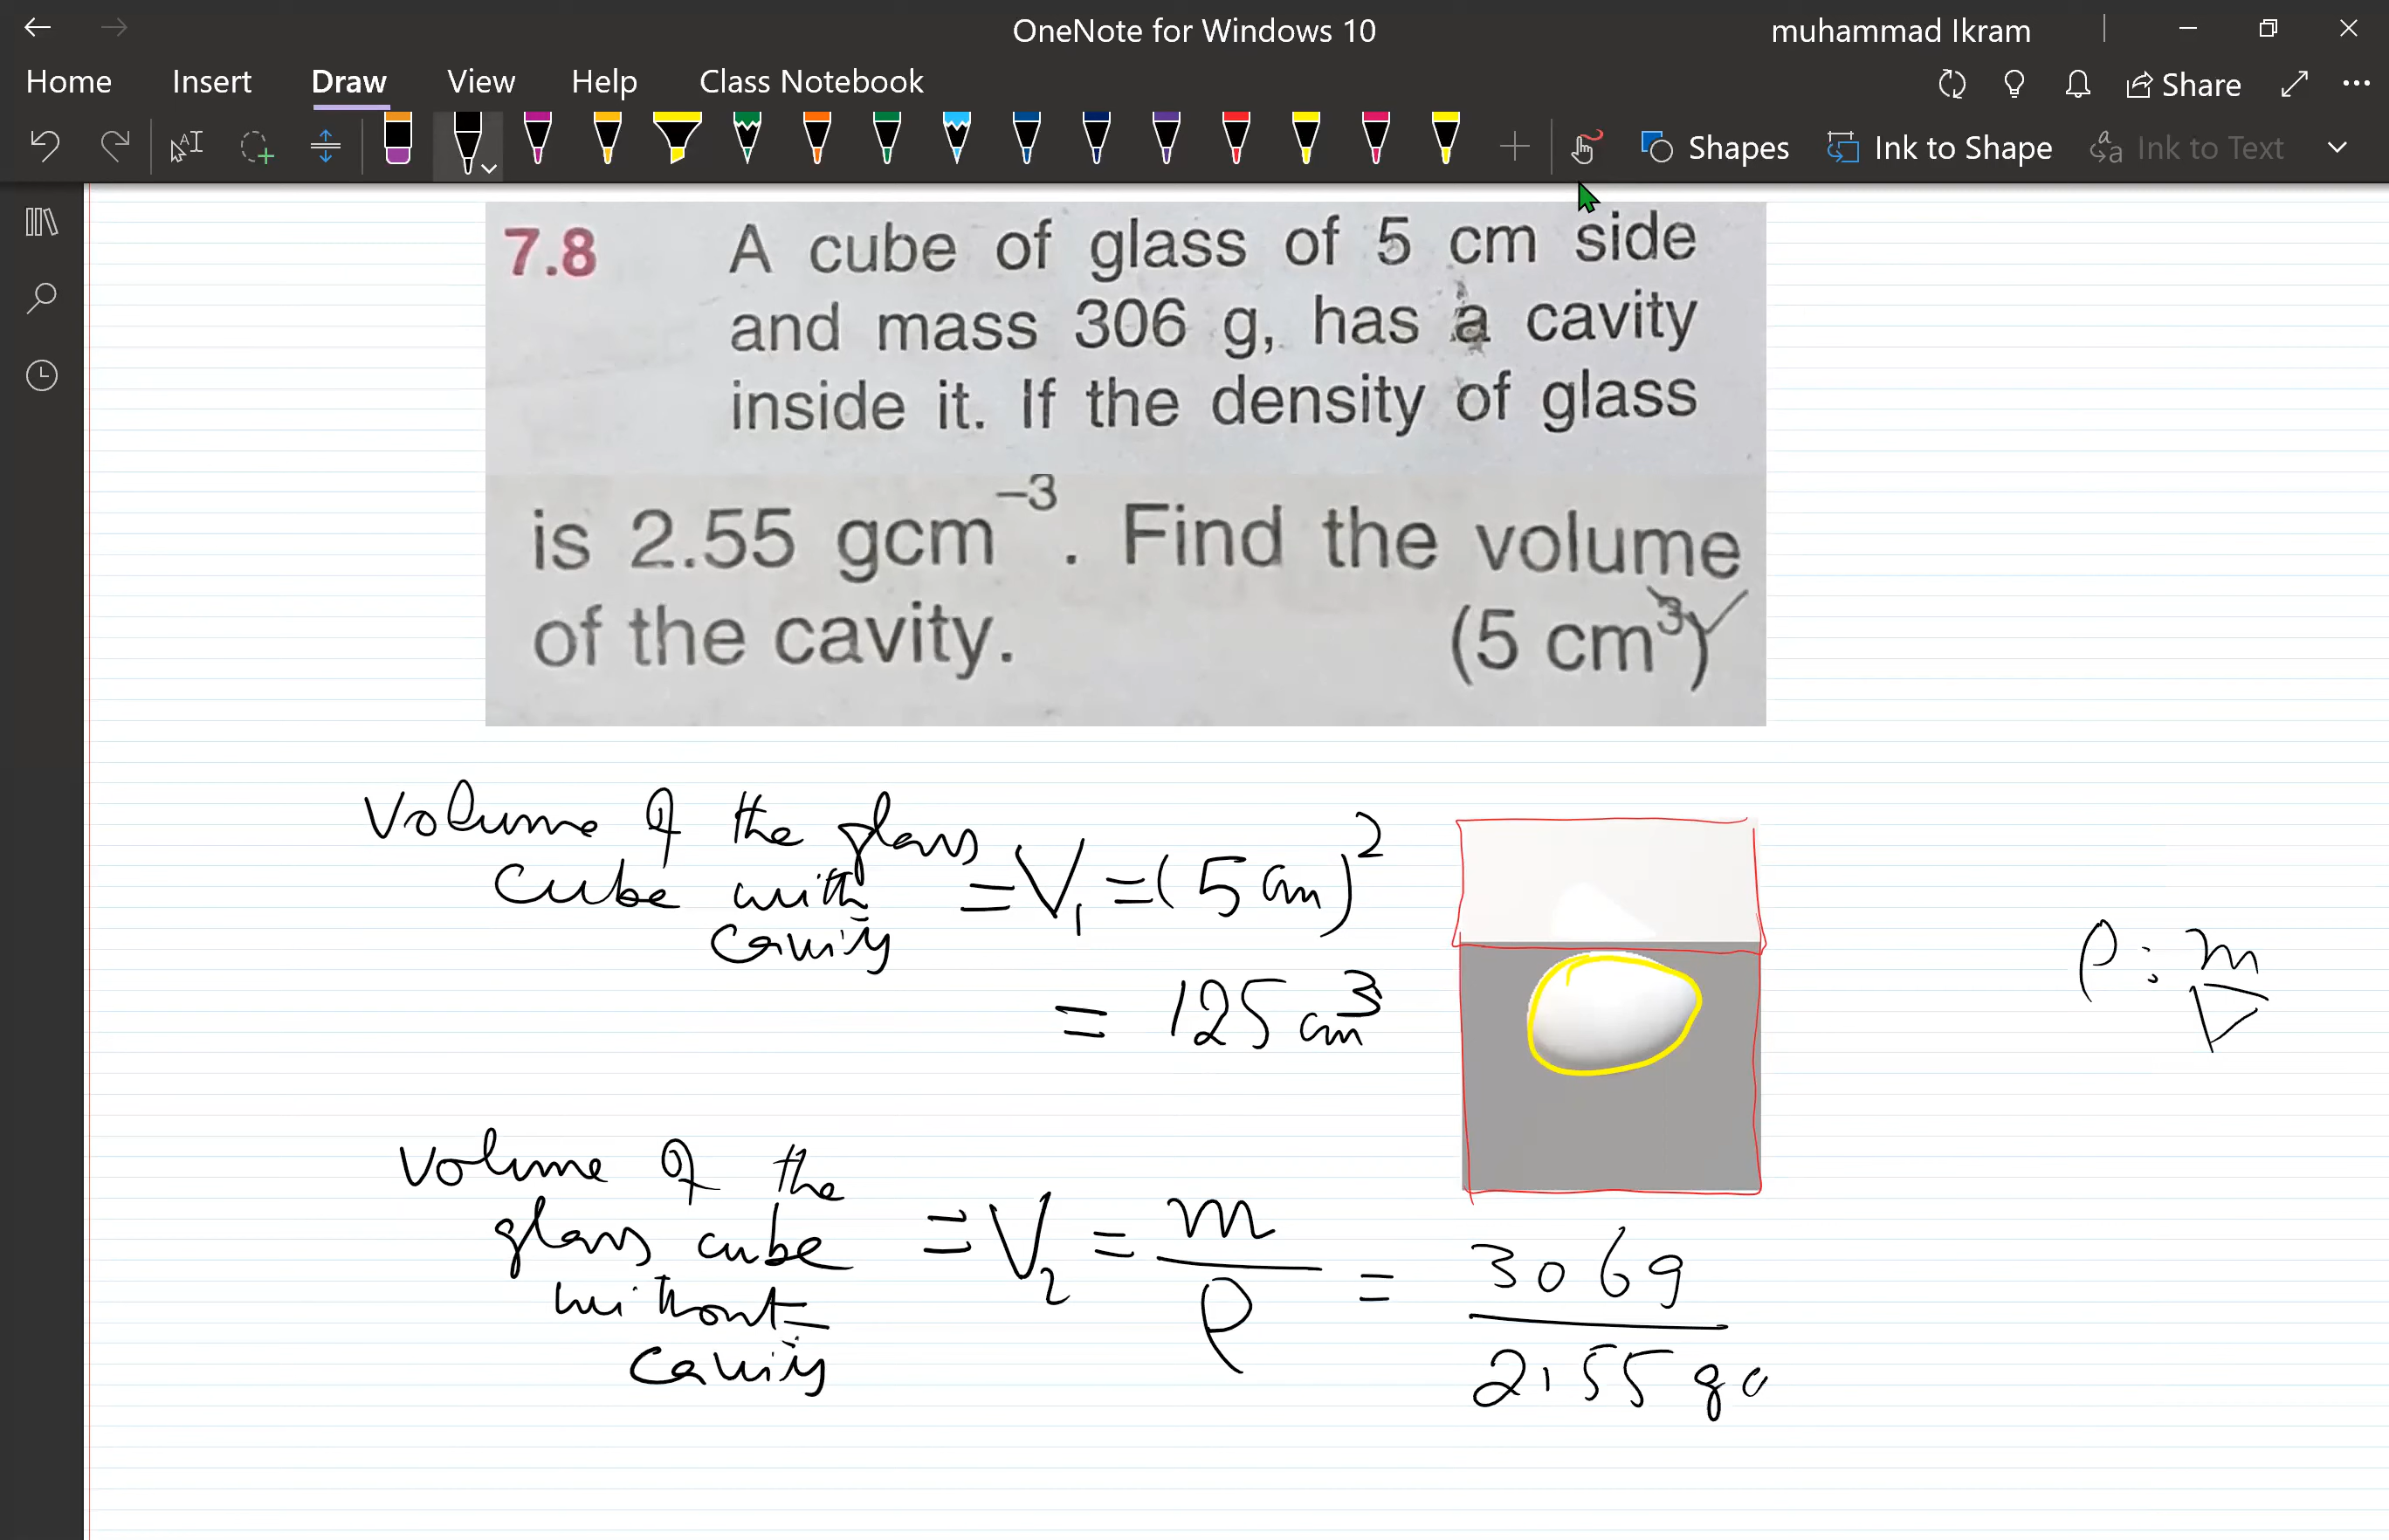 OneNote for Windows 10
muhammad Ikram
Home Insert Draw View Help Class Notebook
Share
Shapes Ink to Shape Ink to Text
7.8 A cube of glass of 5 cm side
and mass 306 g, has a cavity
inside it. If the density of glass
is 2.55 gcm⁻³. Find the volume
of the cavity. (5 cm³)
Volume of the glass
cube with
cavity
= V₁ = (5 cm)²
= 125 cm³
ρ = m/V
Volume of the
glass cube
without
cavity
= V₂ = m/ρ = 306g/2.55 gc